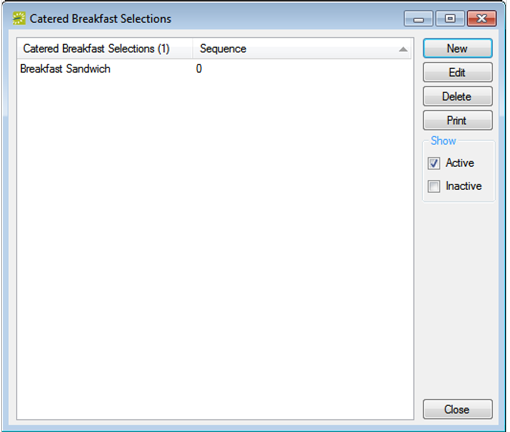 Catered Breakfast Selections
Catered Breakfast Selections (1) Sequence
Breakfast Sandwich 0
New
Edit
Delete
Print
Show
Active
Inactive
Close